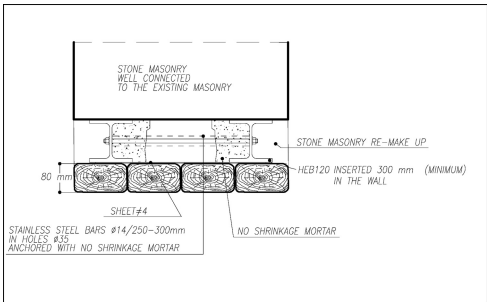 STONE MASONRY
WELL CONNECTED
TO THE EXISTING MASONRY
STONE MASONRY RE-MAKE UP
HEB120 INSERTED 300 mm (MINIMUM)
IN THE WALL
80 mm
SHEET≠4
NO SHRINKAGE MORTAR
STAINLESS STEEL BARS Ø14/250-300mm
IN HOLES Ø35
ANCHORED WITH NO SHRINKAGE MORTAR